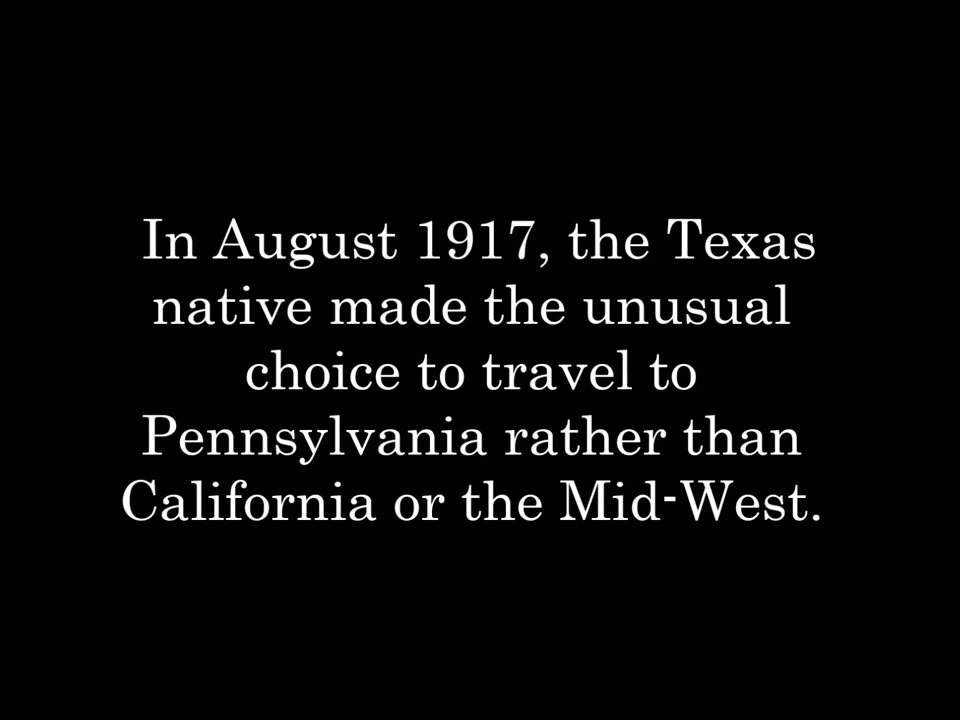 In August 1917, the Texas
native made the unusual
choice to travel to
Pennsylvania rather than
California or the Mid-West.